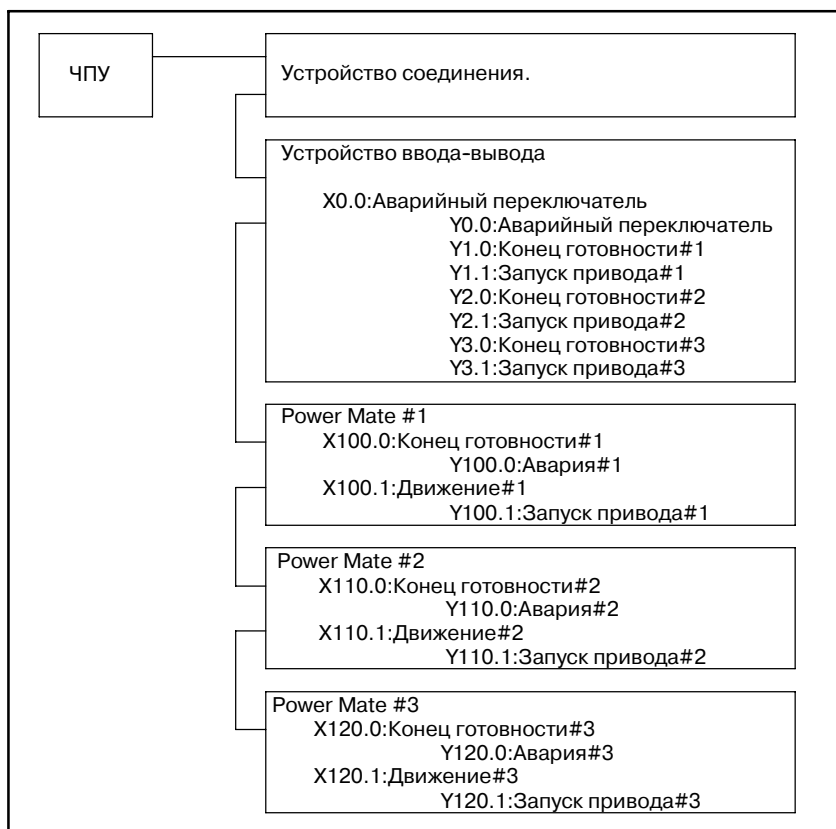 ЧПУ
Устройство соединения.
Устройство ввода-вывода
X0.0:Аварийный переключатель
Y0.0:Аварийный переключатель
Y1.0:Конец готовности#1
Y1.1:Запуск привода#1
Y2.0:Конец готовности#2
Y2.1:Запуск привода#2
Y3.0:Конец готовности#3
Y3.1:Запуск привода#3
Power Mate #1
X100.0:Конец готовности#1
Y100.0:Авария#1
X100.1:Движение#1
Y100.1:Запуск привода#1
Power Mate #2
X110.0:Конец готовности#2
Y110.0:Авария#2
X110.1:Движение#2
Y110.1:Запуск привода#2
Power Mate #3
X120.0:Конец готовности#3
Y120.0:Авария#3
X120.1:Движение#3
Y120.1:Запуск привода#3